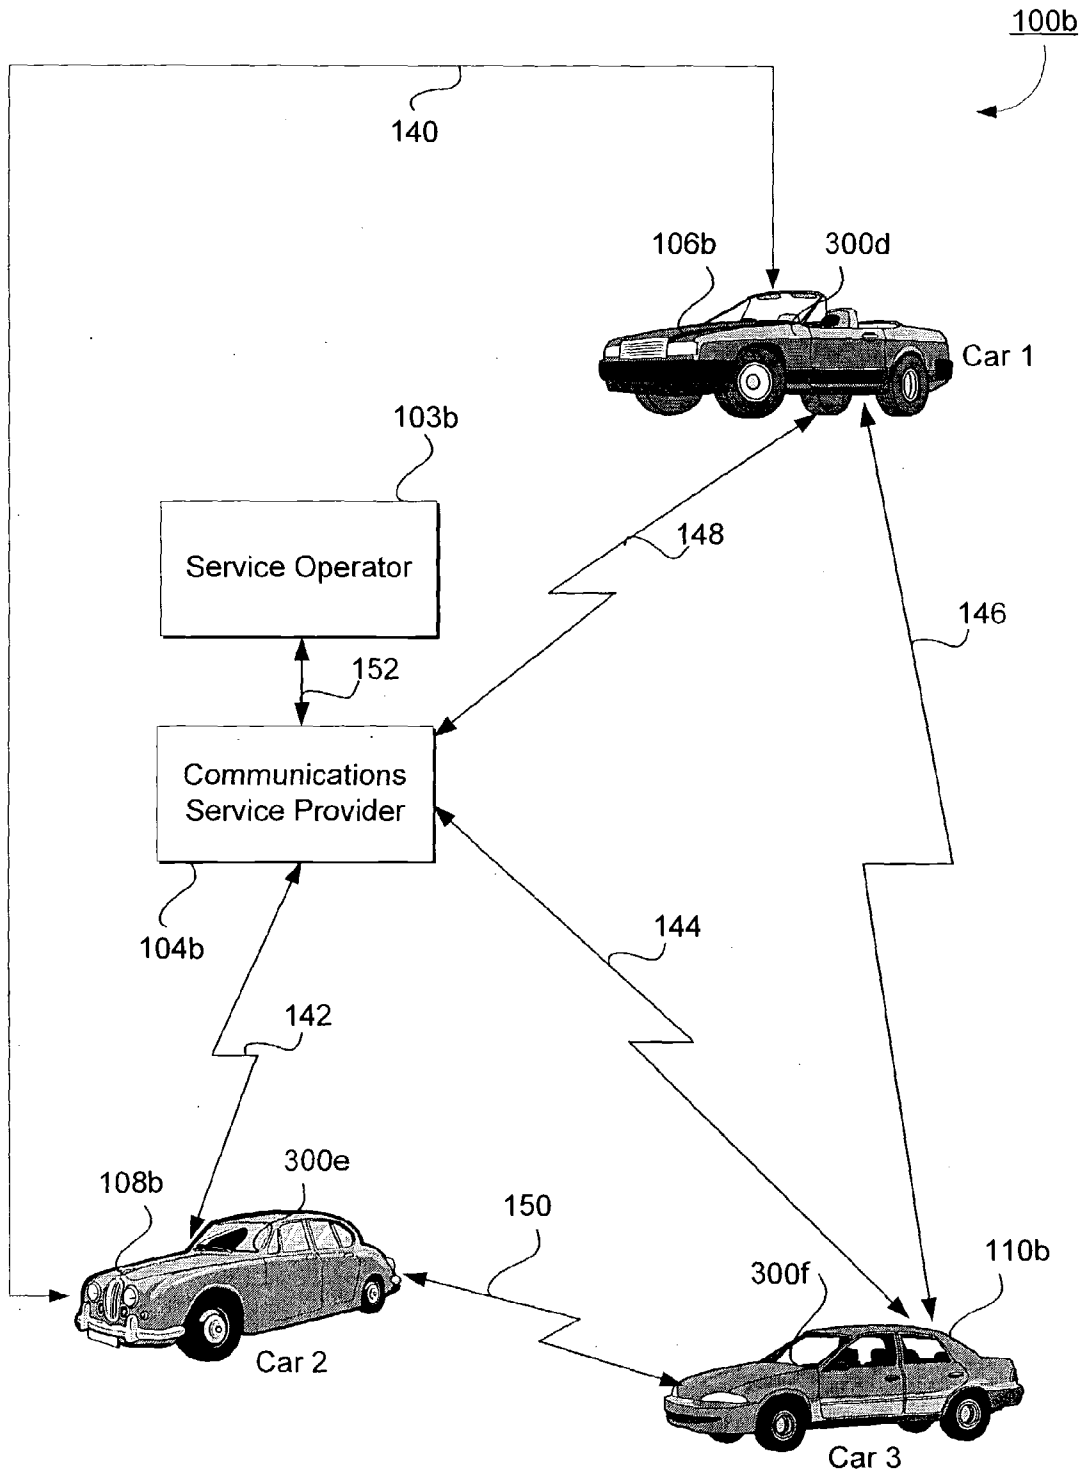 100b
140
106b
300d
Car 1
103b
Service Operator
148
146
152
Communications
Service Provider
104b
144
142
108b
300e
150
110b
300f
Car 2
Car 3